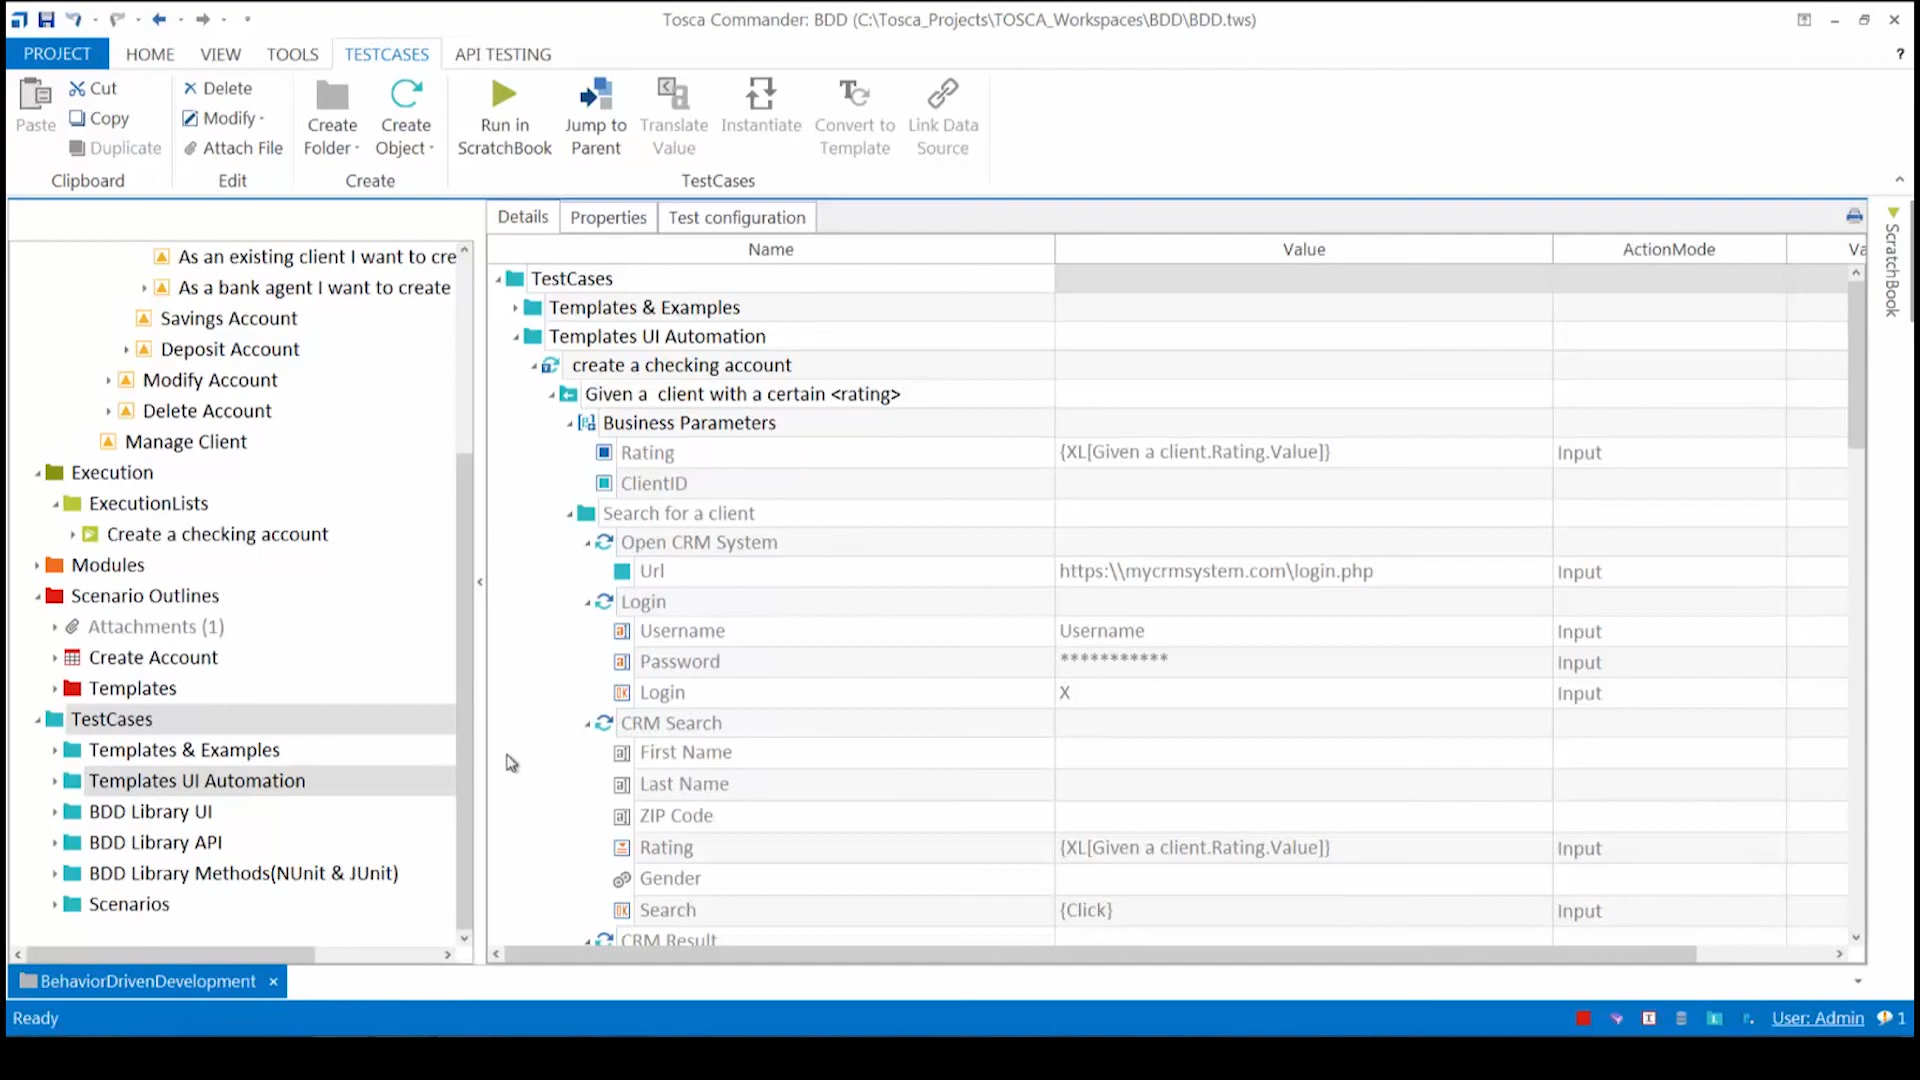 Tosca Commander: BDD (C:\Tosca_Projects\TOSCA_Workspaces\BDD\BDD.tws)
PROJECT HOME VIEW TOOLS TESTCASES API TESTING ?
Paste
Cut
Copy
Duplicate
Clipboard
Delete
Modify
Attach File
Edit
Create Folder
Create Object
Create
Run in ScratchBook
Jump to Parent
Translate Value
Instantiate
Convert to Template
Link Data Source
TestCases
As an existing client I want to cre
As a bank agent I want to create
Savings Account
Deposit Account
Modify Account
Delete Account
Manage Client
Execution
ExecutionLists
Create a checking account
Modules
Scenario Outlines
Attachments (1)
Create Account
Templates
TestCases
Templates & Examples
Templates UI Automation
BDD Library UI
BDD Library API
BDD Library Methods(NUnit & JUnit)
Scenarios
Details Properties Test configuration
Name Value ActionMode Va
TestCases
Templates & Examples
Templates UI Automation
create a checking account
Given a client with a certain <rating>
Business Parameters
Rating {XL[Given a client.Rating.Value]} Input
ClientID
Search for a client
Open CRM System
Url https:\\mycrmsystem.com\login.php Input
Login
Username Username Input
Password *********** Input
Login X Input
CRM Search
First Name
Last Name
ZIP Code
Rating {XL[Given a client.Rating.Value]} Input
Gender
Search {Click} Input
CRM Result
ScratchBook
BehaviorDrivenDevelopment ×
Ready
User: Admin 1